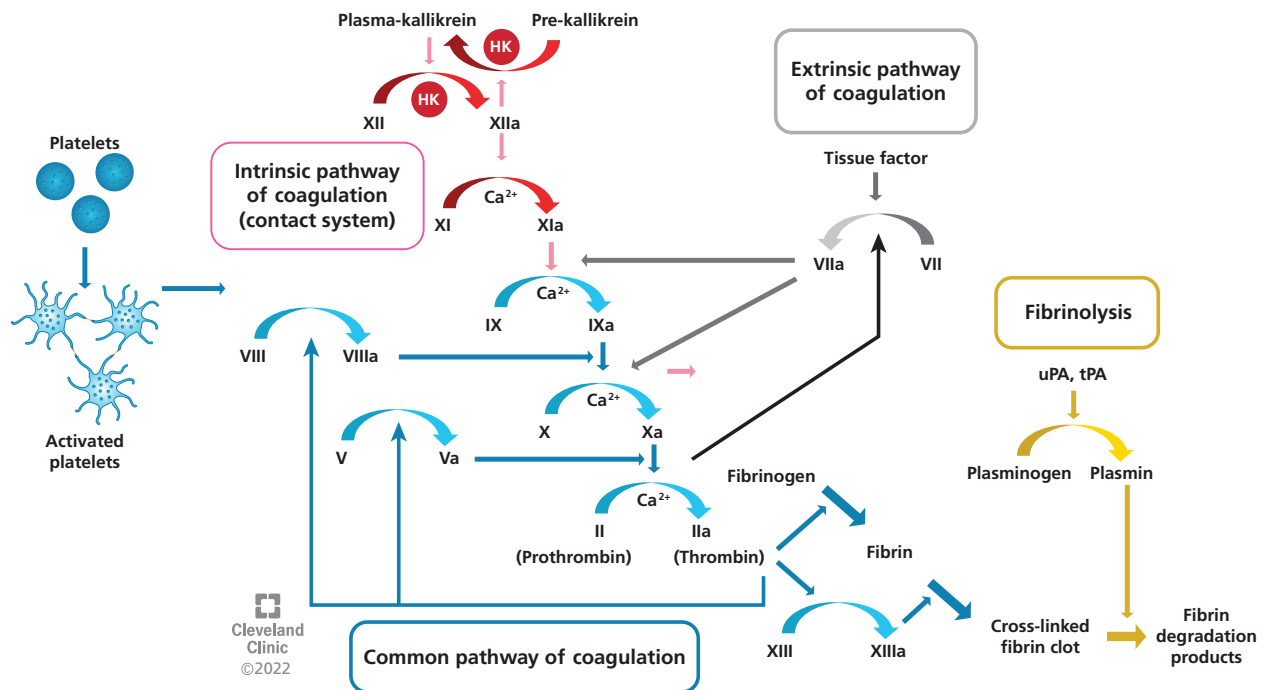 Plasma-kallikrein
Pre-kallikrein
HK
HK
XII
XIIa
Extrinsic pathway
of coagulation
Platelets
Intrinsic pathway
of coagulation
(contact system)
Tissue factor
Ca²⁺
XI
XIa
VIIa
VII
Ca²⁺
IX
IXa
VIII
VIIIa
Fibrinolysis
uPA, tPA
Activated
platelets
Ca²⁺
X
Xa
V
Va
Plasminogen
Plasmin
Fibrinogen
Ca²⁺
II
(Prothrombin)
IIa
(Thrombin)
Fibrin
Cleveland
Clinic
©2022
Common pathway of coagulation
XIII
XIIIa
Cross-linked
fibrin clot
Fibrin
degradation
products